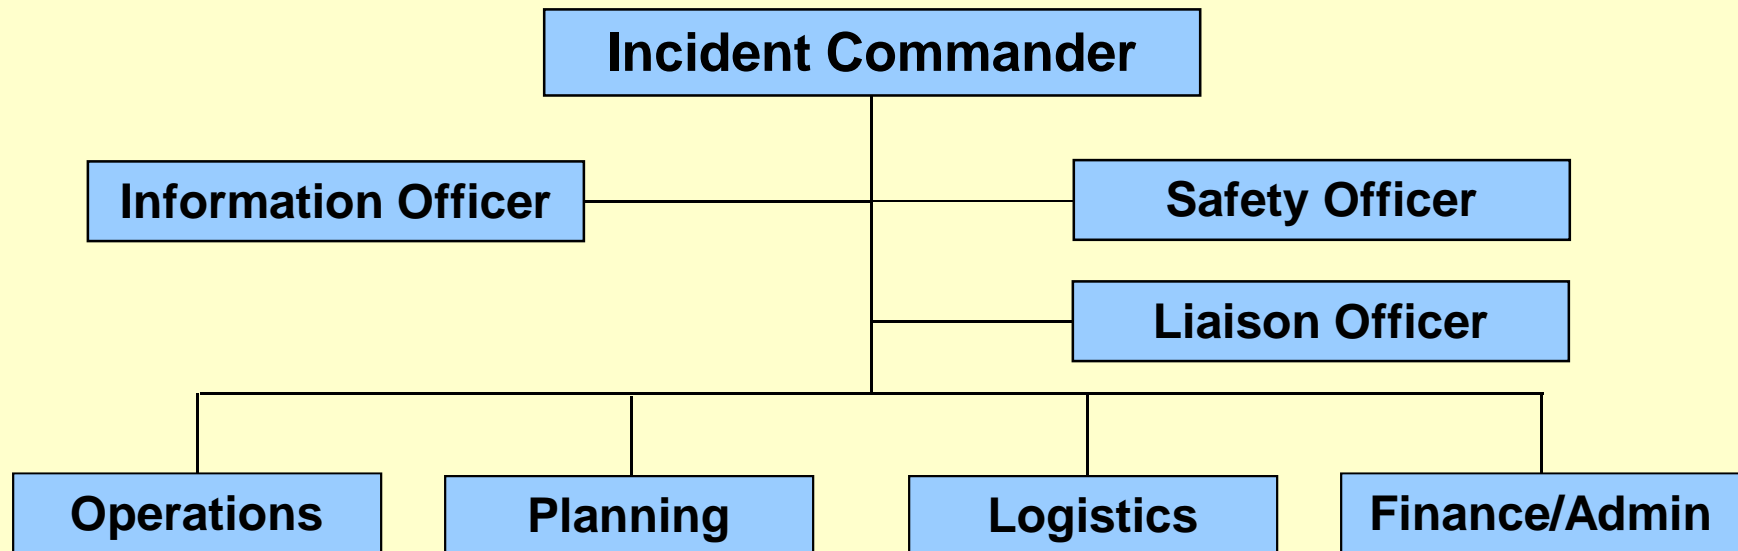 Incident Commander
Information Officer
Safety Officer
Liaison Officer
Operations
Planning
Logistics
Finance/Admin